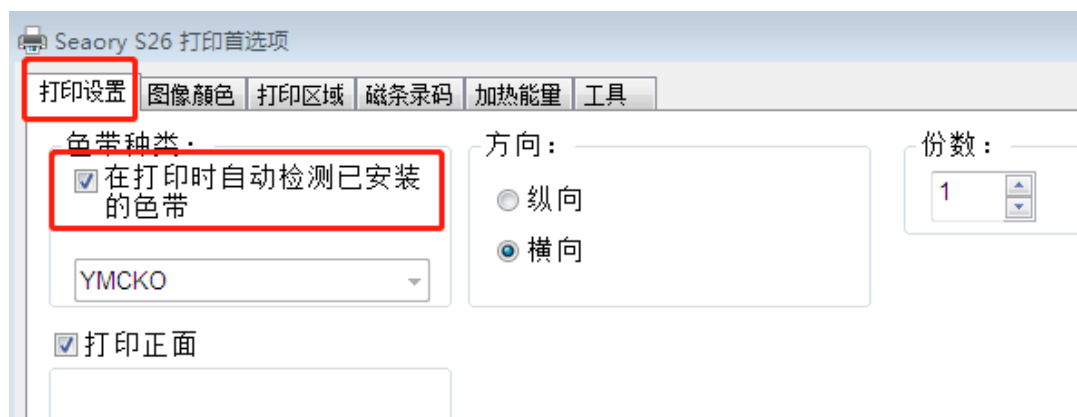 Seaory S26 打印首选项
打印设置 图像顏色 打印区域 磁条录码 加热能量 工具
色带种类： 方向： 份数：
在打印时自动检测已安装
的色带
纵向
1
横向
YMCKO
打印正面